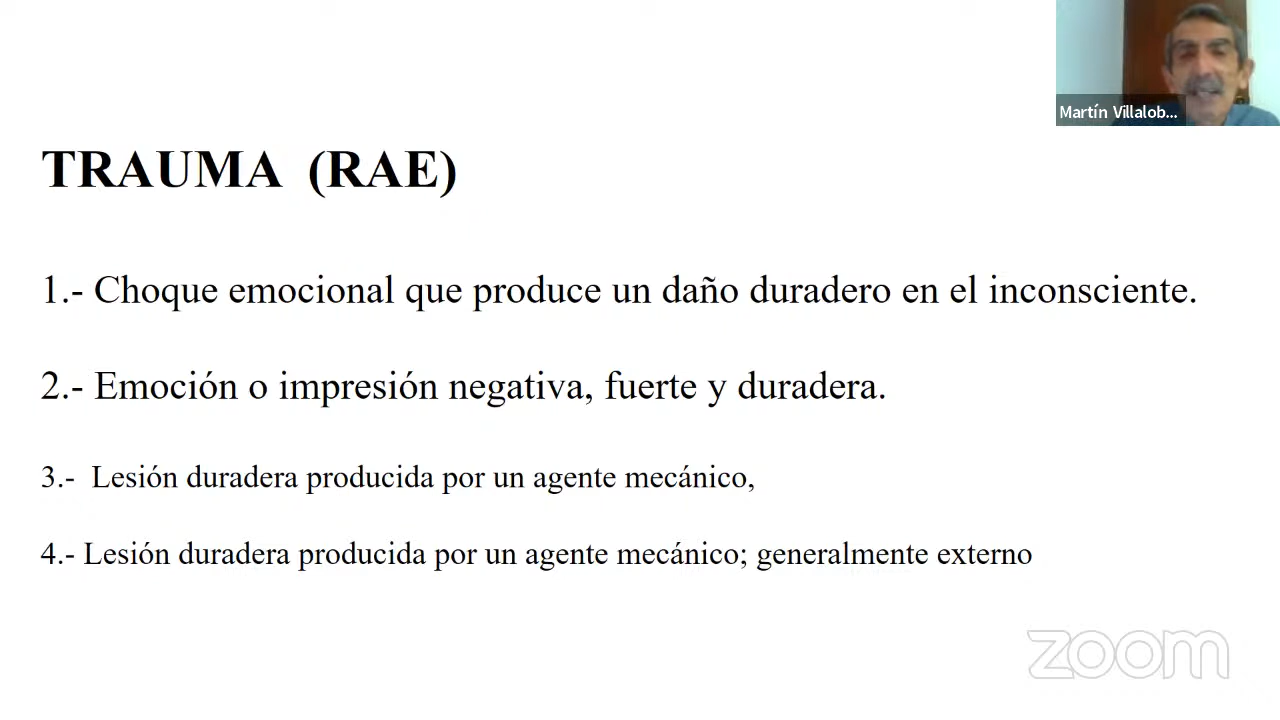 Martín Villalob...
TRAUMA (RAE)
1.- Choque emocional que produce un daño duradero en el inconsciente.
2.- Emoción o impresión negativa, fuerte y duradera.
3.- Lesión duradera producida por un agente mecánico,
4.- Lesión duradera producida por un agente mecánico; generalmente externo
zoom